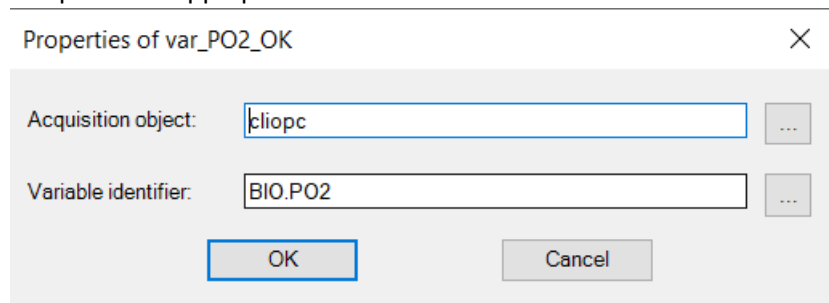 Properties of var_PO2_OK
Acquisition object: cliopc ...
Variable identifier: BIO.PO2 ...
OK Cancel